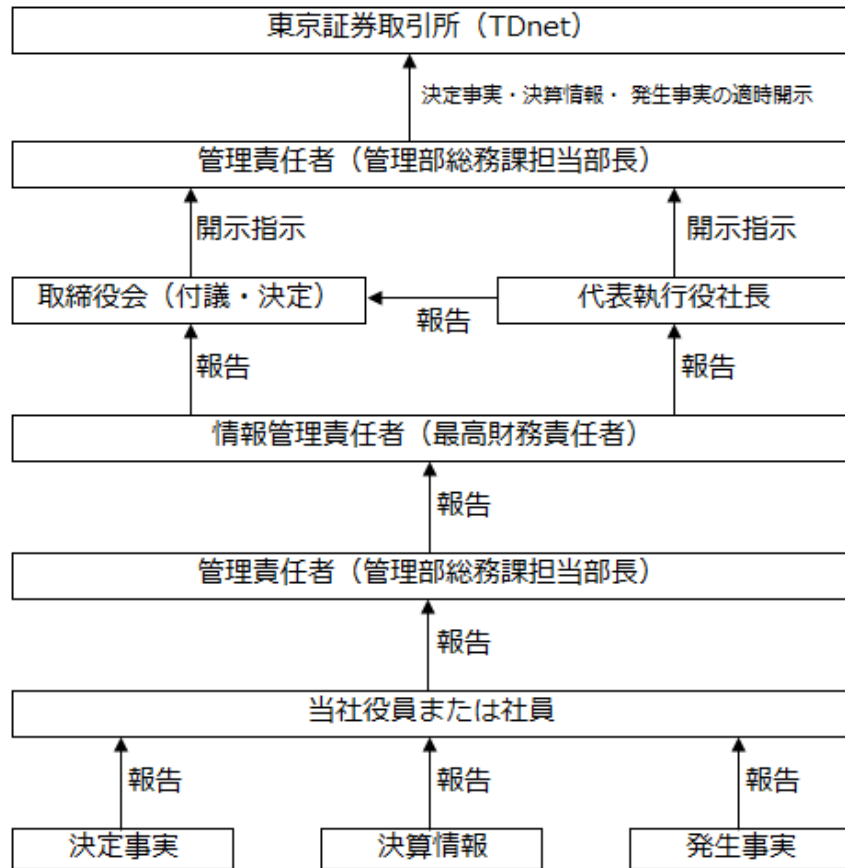 東京証券取引所（TDnet）
決定事実・決算情報・ 発生事実の適時開示
管理責任者（管理部総務課担当部長）
開示指示
開示指示
取締役会（付議・決定）
代表執行役社長
報告
報告
報告
情報管理責任者（最高財務責任者）
報告
管理責任者（管理部総務課担当部長）
報告
当社役員または社員
報告
報告
報告
決定事実
決算情報
発生事実